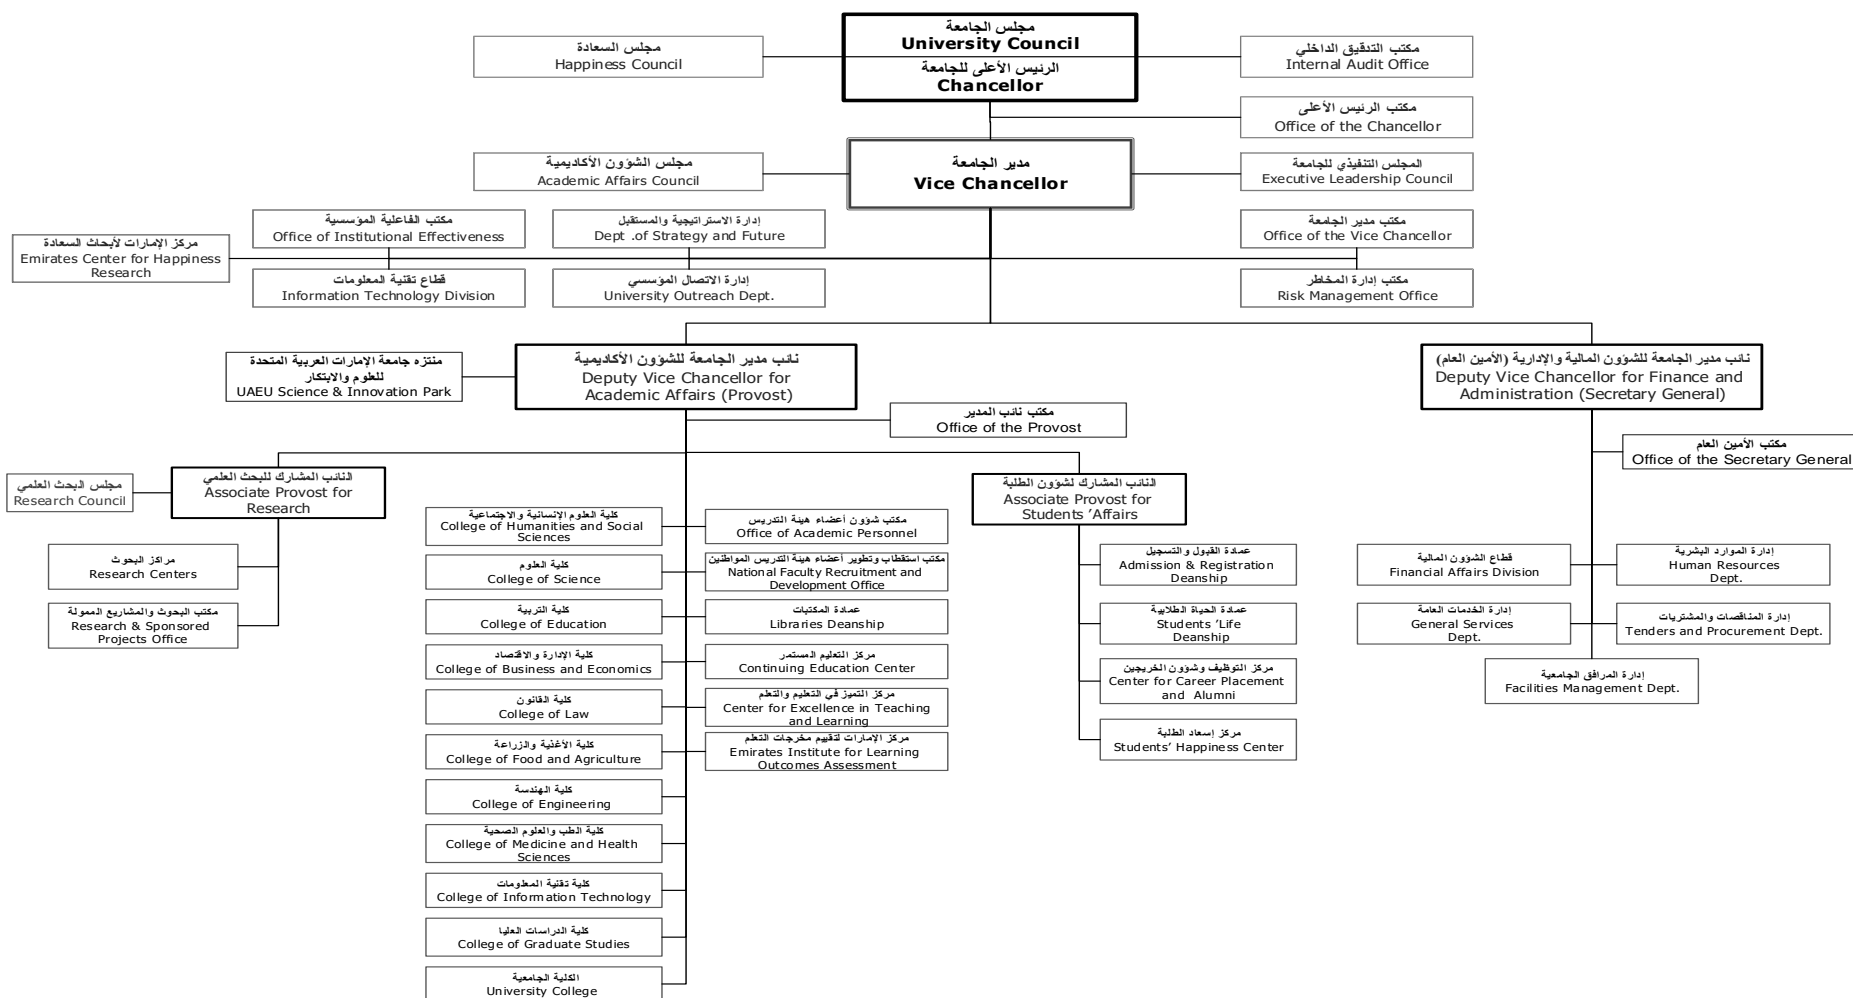 مجلس الجامعة
University Council
الرئيس الأعلى للجامعة
Chancellor
مجلس السعادة
Happiness Council
مكتب التدقيق الداخلي
Internal Audit Office
مكتب الرئيس الأعلى
Office of the Chancellor
مجلس الشؤون الأكاديمية
Academic Affairs Council
مدير الجامعة
Vice Chancellor
المجلس التنفيذي للجامعة
Executive Leadership Council
مركز الإمارات لأبحاث السعادة
Emirates Center for Happiness
Research
مكتب الفاعلية المؤسسية
Office of Institutional Effectiveness
إدارة الاستراتيجية والمستقبل
Dept .of Strategy and Future
مكتب مدير الجامعة
Office of the Vice Chancellor
قطاع تقنية المعلومات
Information Technology Division
إدارة الاتصال المؤسسي
University Outreach Dept.
مكتب إدارة المخاطر
Risk Management Office
منتزه جامعة الإمارات العربية المتحدة
للعلوم والابتكار
UAEU Science & Innovation Park
نائب مدير الجامعة للشؤون الأكاديمية
Deputy Vice Chancellor for
Academic Affairs (Provost)
نائب مدير الجامعة للشؤون المالية والإدارية (الأمين العام)
Deputy Vice Chancellor for Finance and
Administration (Secretary General)
مكتب نائب المدير
Office of the Provost
مكتب الأمين العام
Office of the Secretary General
مجلس البحث العلمي
Research Council
النائب المشارك للبحث العلمي
Associate Provost for
Research
النائب المشارك لشؤون الطلبة
Associate Provost for
Students 'Affairs
مراكز البحوث
Research Centers
مكتب البحوث والمشاريع الممولة
Research & Sponsored
Projects Office
كلية العلوم الإنسانية والاجتماعية
College of Humanities and Social
Sciences
كلية العلوم
College of Science
كلية التربية
College of Education
كلية الإدارة والاقتصاد
College of Business and Economics
كلية القانون
College of Law
كلية الأغذية والزراعة
College of Food and Agriculture
كلية الهندسة
College of Engineering
كلية الطب والعلوم الصحية
College of Medicine and Health
Sciences
كلية تقنية المعلومات
College of Information Technology
كلية الدراسات العليا
College of Graduate Studies
الكلية الجامعية
University College
مكتب شؤون أعضاء هيئة التدريس
Office of Academic Personnel
مكتب استقطاب وتطوير أعضاء هيئة التدريس المواطنين
National Faculty Recruitment and
Development Office
عمادة المكتبات
Libraries Deanship
مركز التعليم المستمر
Continuing Education Center
مركز التميز في التعليم والتعلم
Center for Excellence in Teaching
and Learning
مركز الإمارات لتقييم مخرجات التعلم
Emirates Institute for Learning
Outcomes Assessment
عمادة القبول والتسجيل
Admission & Registration
Deanship
عمادة الحياة الطلابية
Students 'Life
Deanship
مركز التوظيف وشؤون الخريجين
Center for Career Placement
and Alumni
مركز إسعاد الطلبة
Students' Happiness Center
قطاع الشؤون المالية
Financial Affairs Division
إدارة الموارد البشرية
Human Resources
Dept.
إدارة الخدمات العامة
General Services
Dept.
إدارة المناقصات والمشتريات
Tenders and Procurement Dept.
إدارة المرافق الجامعية
Facilities Management Dept.